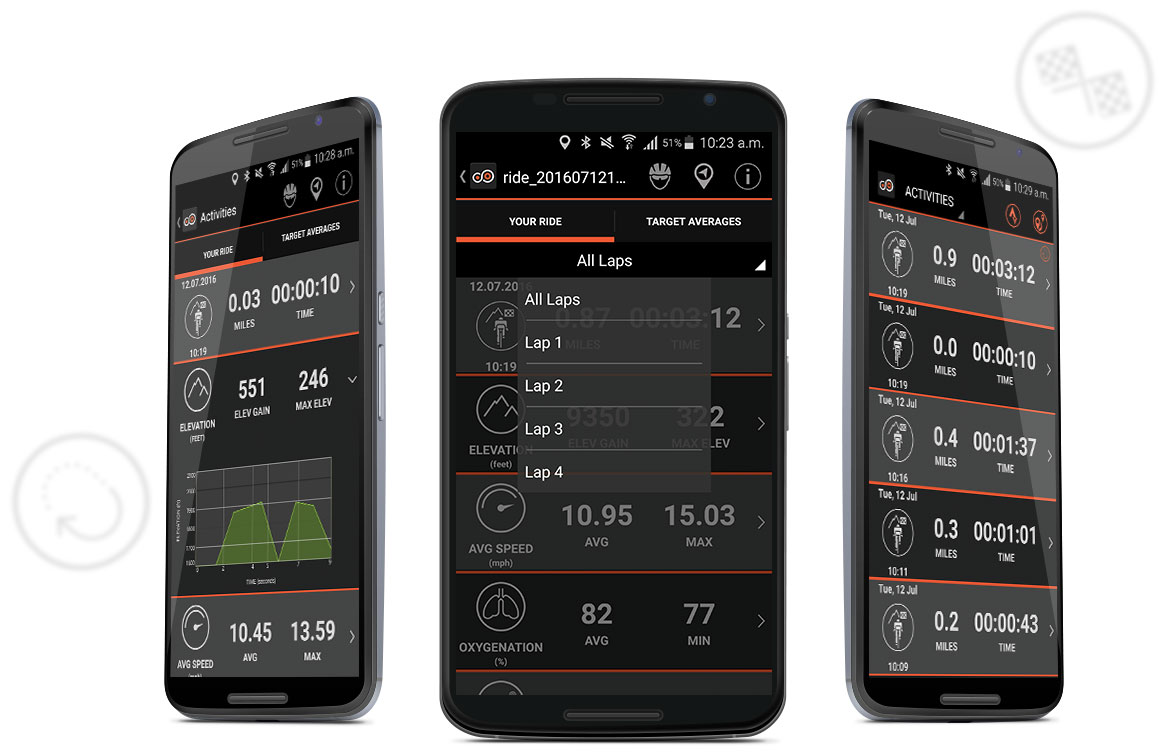 10:28 a.m.
51%
Activities
YOUR RIDE
TARGET AVERAGES
12.07.2016
0.03
00:00:10
MILES
TIME
10:19
551
246
ELEV GAIN
MAX ELEV
ELEVATION
(FEET)
ELEVATION (ft)
TIME (seconds)
10.45
13.59
AVG SPEED
AVG
MAX
51%
10:23 a.m.
ride_201607121...
YOUR RIDE
TARGET AVERAGES
All Laps
12.07.2016
All Laps
0.87
00:03:12
Lap 1
MILES
TIME
10:19
Lap 2
9350
322
Lap 3
ELEV GAIN
MAX ELEV
ELEVATION
(feet)
Lap 4
10.95
15.03
AVG
MAX
AVG SPEED
(mph)
82
77
AVG
MIN
OXYGENATION
(%)
50%
10:29 a.m.
ACTIVITIES
Tue, 12 Jul
0.9
00:03:12
MILES
TIME
10:19
Tue, 12 Jul
0.0
00:00:10
MILES
TIME
10:19
Tue, 12 Jul
0.4
00:01:37
MILES
TIME
10:16
Tue, 12 Jul
0.3
00:01:01
MILES
TIME
10:11
Tue, 12 Jul
0.2
00:00:43
MILES
TIME
10:09